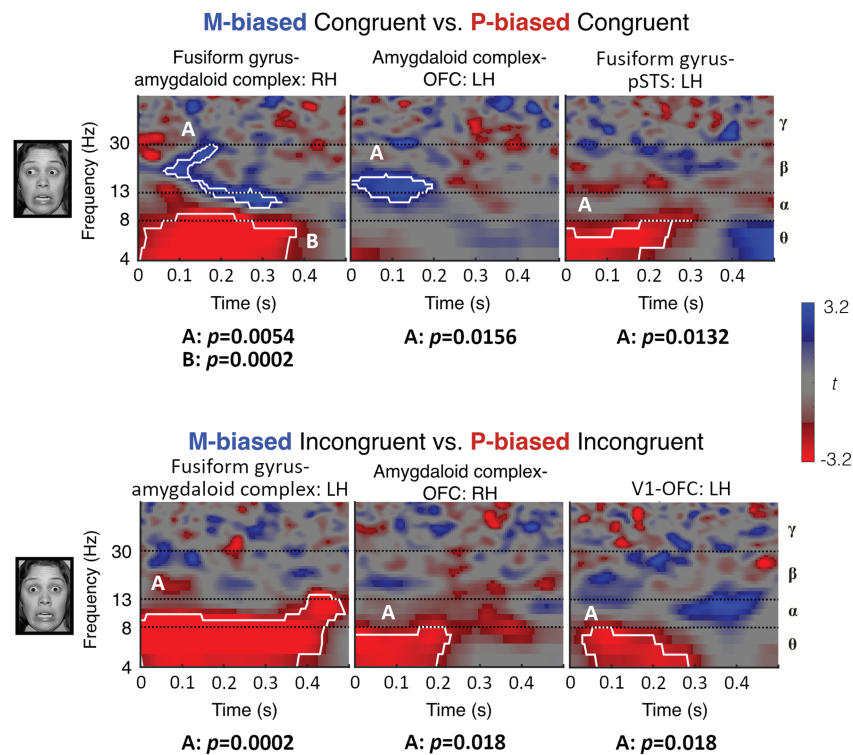 M-biased Congruent vs. P-biased Congruent
Fusiform gyrus-
amygdaloid complex: RH
Amygdaloid complex-
OFC: LH
Fusiform gyrus-
pSTS: LH
Frequency (Hz)
30
13
8
4
A
B
A
A
γ
β
α
θ
0 0.1 0.2 0.3 0.4
0 0.1 0.2 0.3 0.4
0 0.1 0.2 0.3 0.4
Time (s)
Time (s)
Time (s)
A: p=0.0054
B: p=0.0002
A: p=0.0156
A: p=0.0132
3.2
t
-3.2
M-biased Incongruent vs. P-biased Incongruent
Fusiform gyrus-
amygdaloid complex: LH
Amygdaloid complex-
OFC: RH
V1-OFC: LH
Frequency (Hz)
30
13
8
4
A
A
A
γ
β
α
θ
0 0.1 0.2 0.3 0.4
0 0.1 0.2 0.3 0.4
0 0.1 0.2 0.3 0.4
Time (s)
Time (s)
Time (s)
A: p=0.0002
A: p=0.018
A: p=0.018